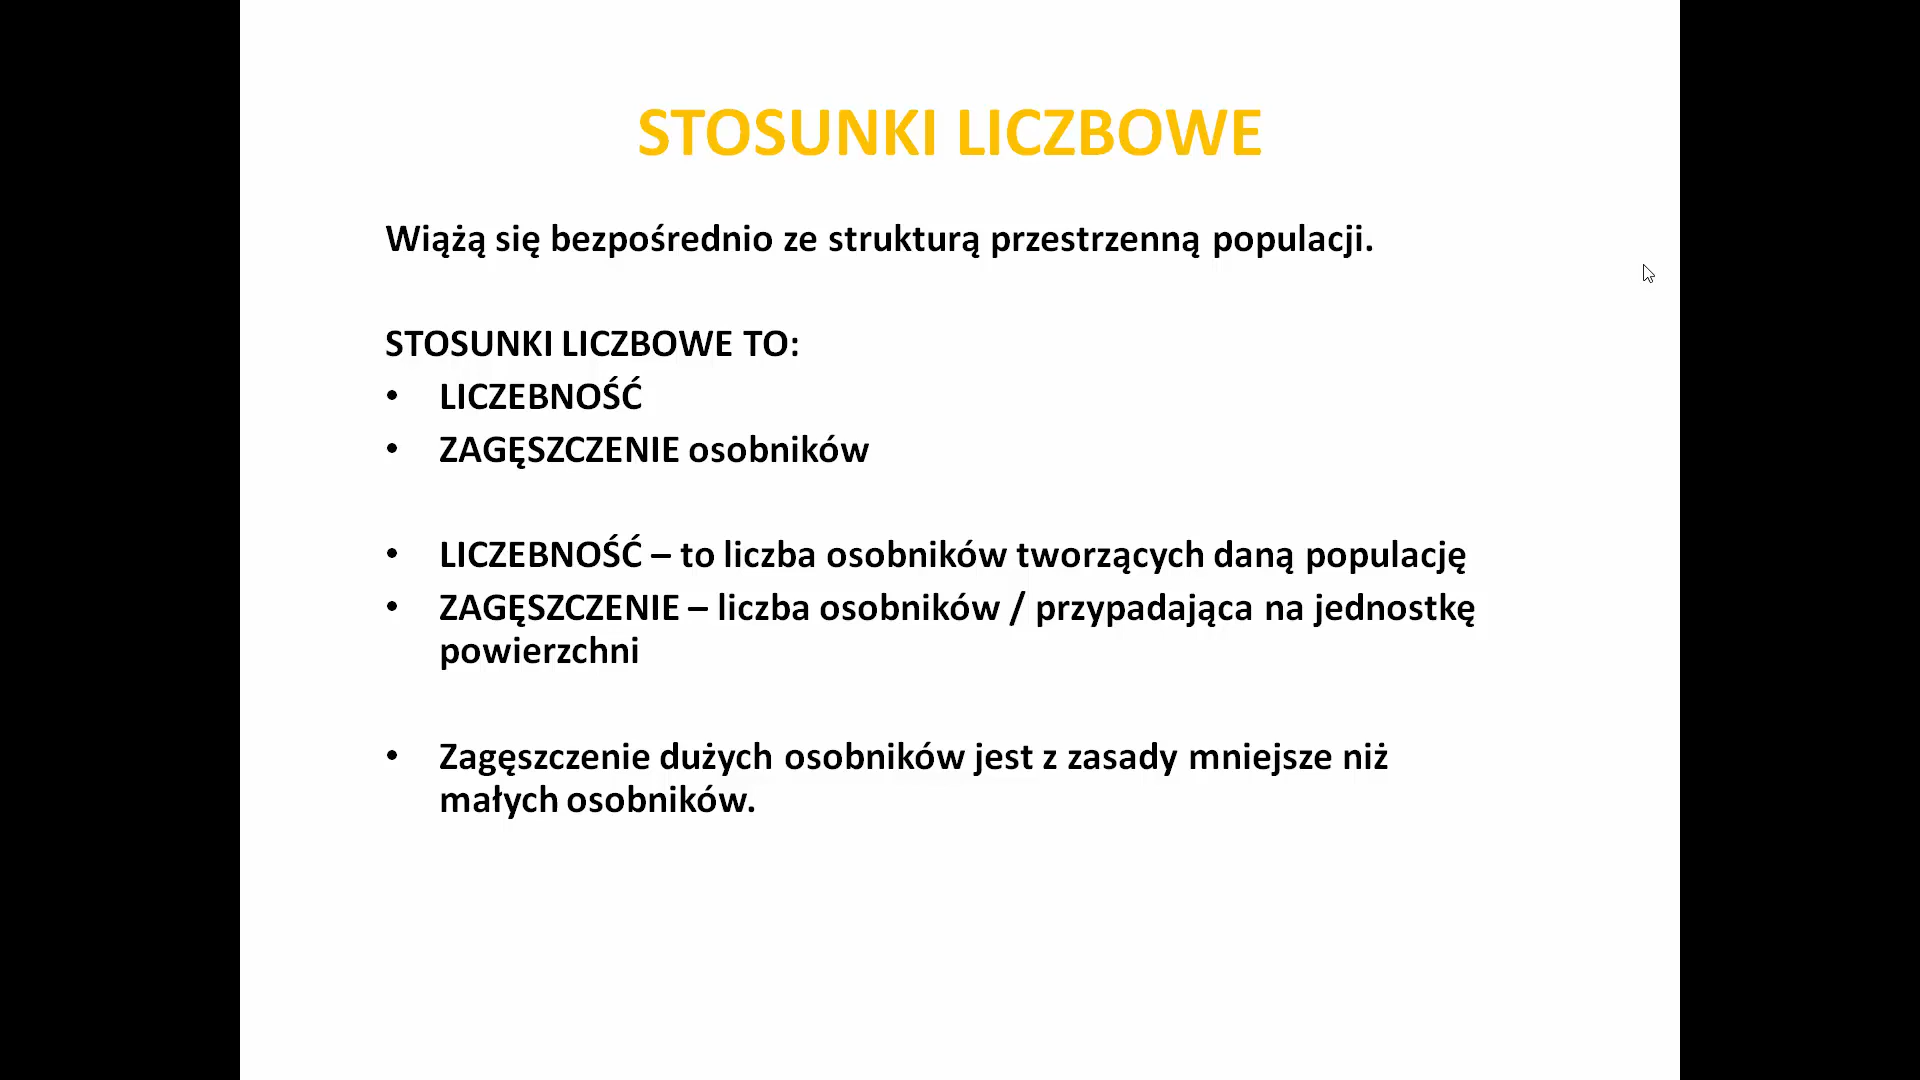 STOSUNKI LICZBOWE
Wiążą się bezpośrednio ze strukturą przestrzenną populacji.
STOSUNKI LICZBOWE TO:
• LICZEBNOŚĆ
• ZAGĘSZCZENIE osobników
• LICZEBNOŚĆ – to liczba osobników tworzących daną populację
• ZAGĘSZCZENIE – liczba osobników / przypadająca na jednostkę
powierzchni
• Zagęszczenie dużych osobników jest z zasady mniejsze niż
małych osobników.